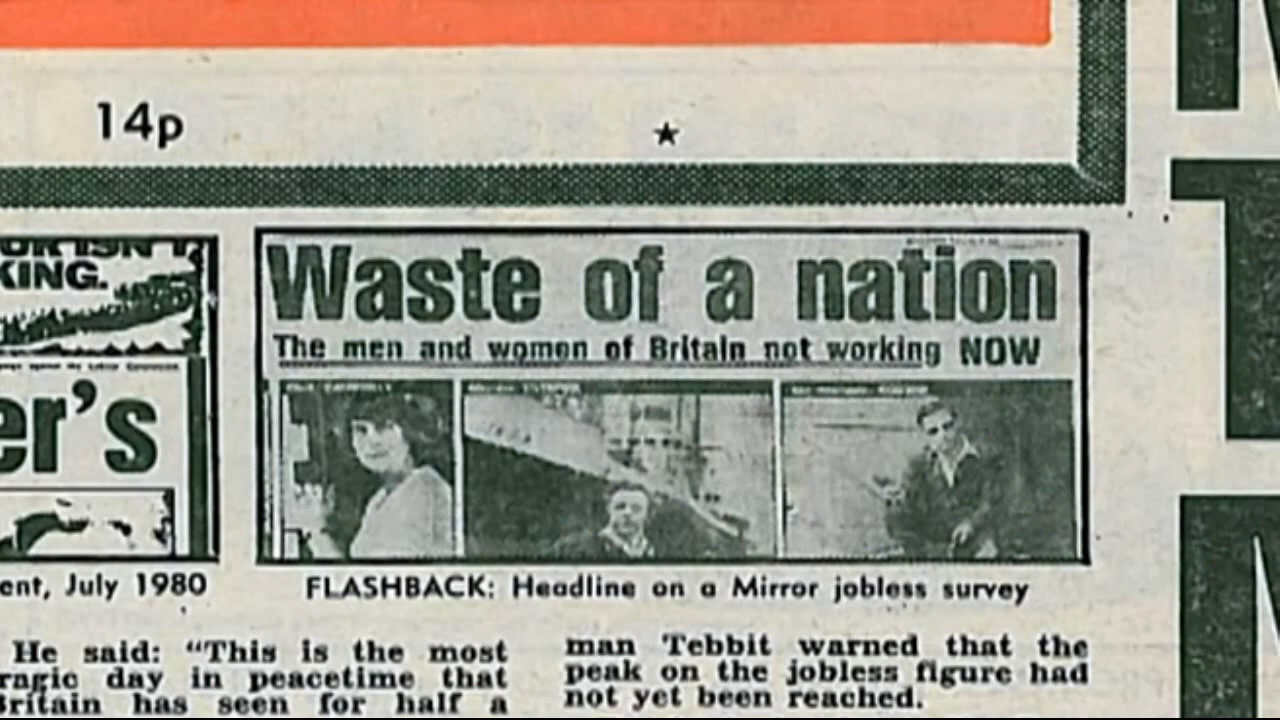 14p
★
KING.
er's
ent, July 1980
Waste of a nation
The men and women of Britain not working NOW
FLASHBACK: Headline on a Mirror jobless survey
He said: “This is the most
ragic day in peacetime that
Britain has seen for half a
man Tebbit warned that the
peak on the jobless figure had
not yet been reached.